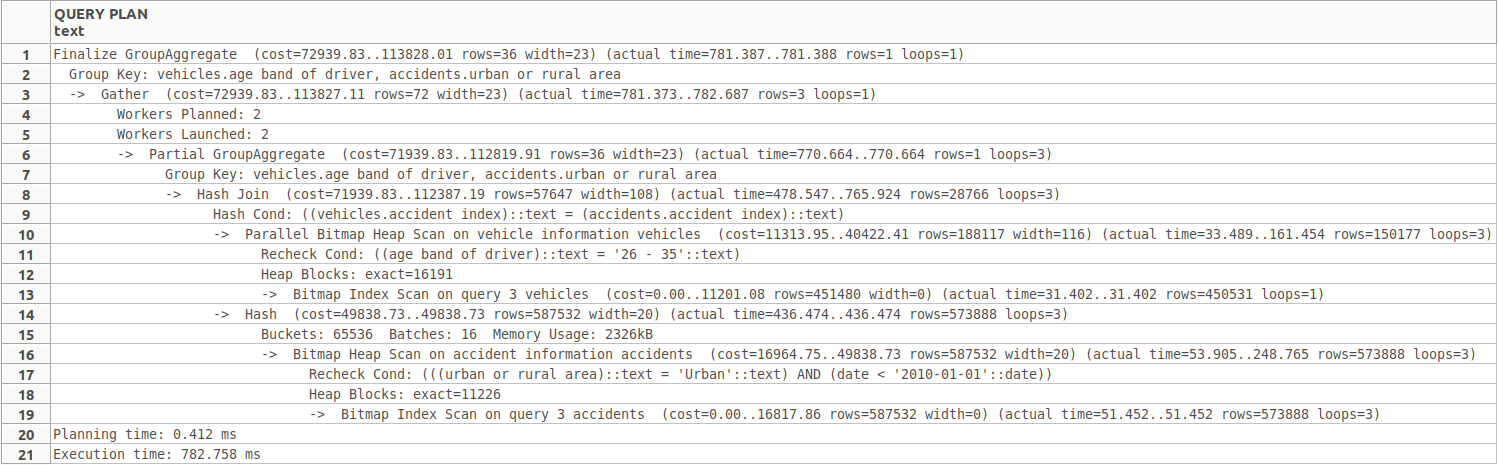 QUERY PLAN
text
1 Finalize GroupAggregate (cost=72939.83..113828.01 rows=36 width=23) (actual time=781.387..781.388 rows=1 loops=1)
2 Group Key: vehicles.age band of driver, accidents.urban or rural area
3 -> Gather (cost=72939.83..113827.11 rows=72 width=23) (actual time=781.373..782.687 rows=3 loops=1)
4 Workers Planned: 2
5 Workers Launched: 2
6 -> Partial GroupAggregate (cost=71939.83..112819.91 rows=36 width=23) (actual time=770.664..770.664 rows=1 loops=3)
7 Group Key: vehicles.age band of driver, accidents.urban or rural area
8 -> Hash Join (cost=71939.83..112387.19 rows=57647 width=108) (actual time=478.547..765.924 rows=28766 loops=3)
9 Hash Cond: ((vehicles.accident index)::text = (accidents.accident index)::text)
10 -> Parallel Bitmap Heap Scan on vehicle information vehicles (cost=11313.95..40422.41 rows=188117 width=116) (actual time=33.489..161.454 rows=150177 loops=3)
11 Recheck Cond: ((age band of driver)::text = '26 - 35'::text)
12 Heap Blocks: exact=16191
13 -> Bitmap Index Scan on query 3 vehicles (cost=0.00..11201.08 rows=451480 width=0) (actual time=31.402..31.402 rows=450531 loops=1)
14 -> Hash (cost=49838.73..49838.73 rows=587532 width=20) (actual time=436.474..436.474 rows=573888 loops=3)
15 Buckets: 65536 Batches: 16 Memory Usage: 2326kB
16 -> Bitmap Heap Scan on accident information accidents (cost=16964.75..49838.73 rows=587532 width=20) (actual time=53.905..248.765 rows=573888 loops=3)
17 Recheck Cond: (((urban or rural area)::text = 'Urban'::text) AND (date < '2010-01-01'::date))
18 Heap Blocks: exact=11226
19 -> Bitmap Index Scan on query 3 accidents (cost=0.00..16817.86 rows=587532 width=0) (actual time=51.452..51.452 rows=573888 loops=3)
20 Planning time: 0.412 ms
21 Execution time: 782.758 ms